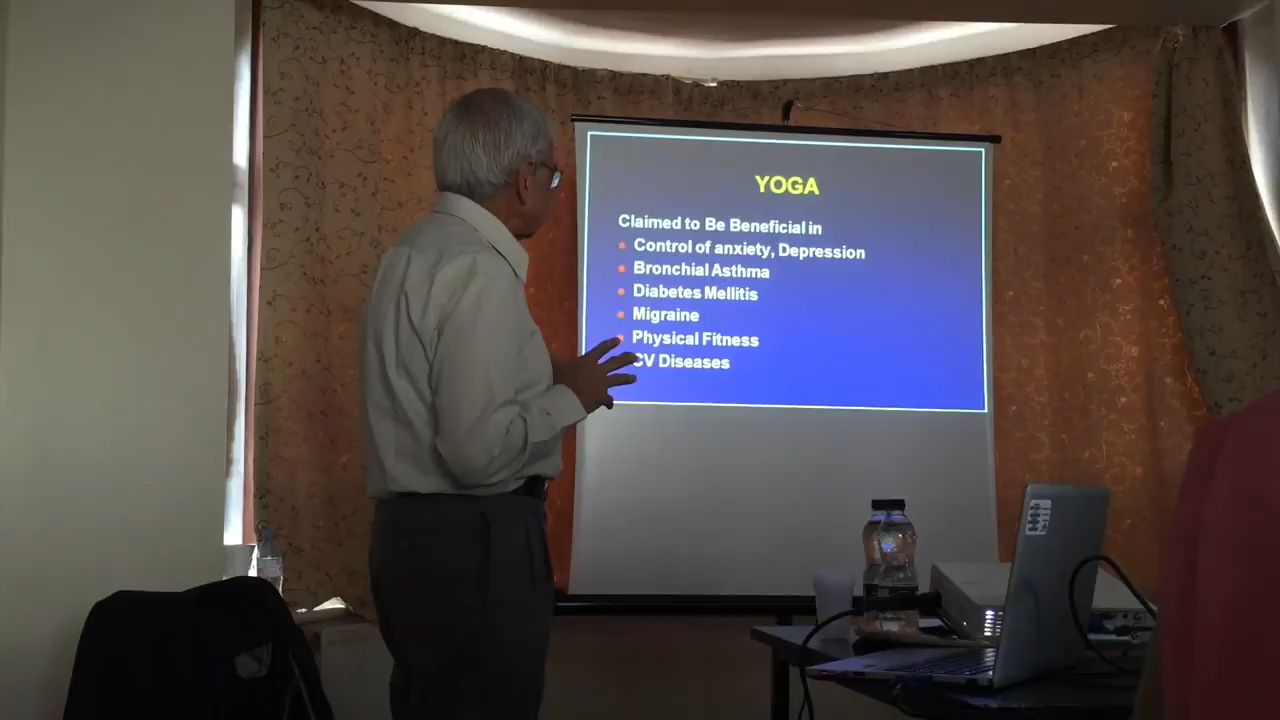 YOGA
Claimed to Be Beneficial in
Control of anxiety, Depression
Bronchial Asthma
Diabetes Mellitis
Migraine
Physical Fitness
CV Diseases